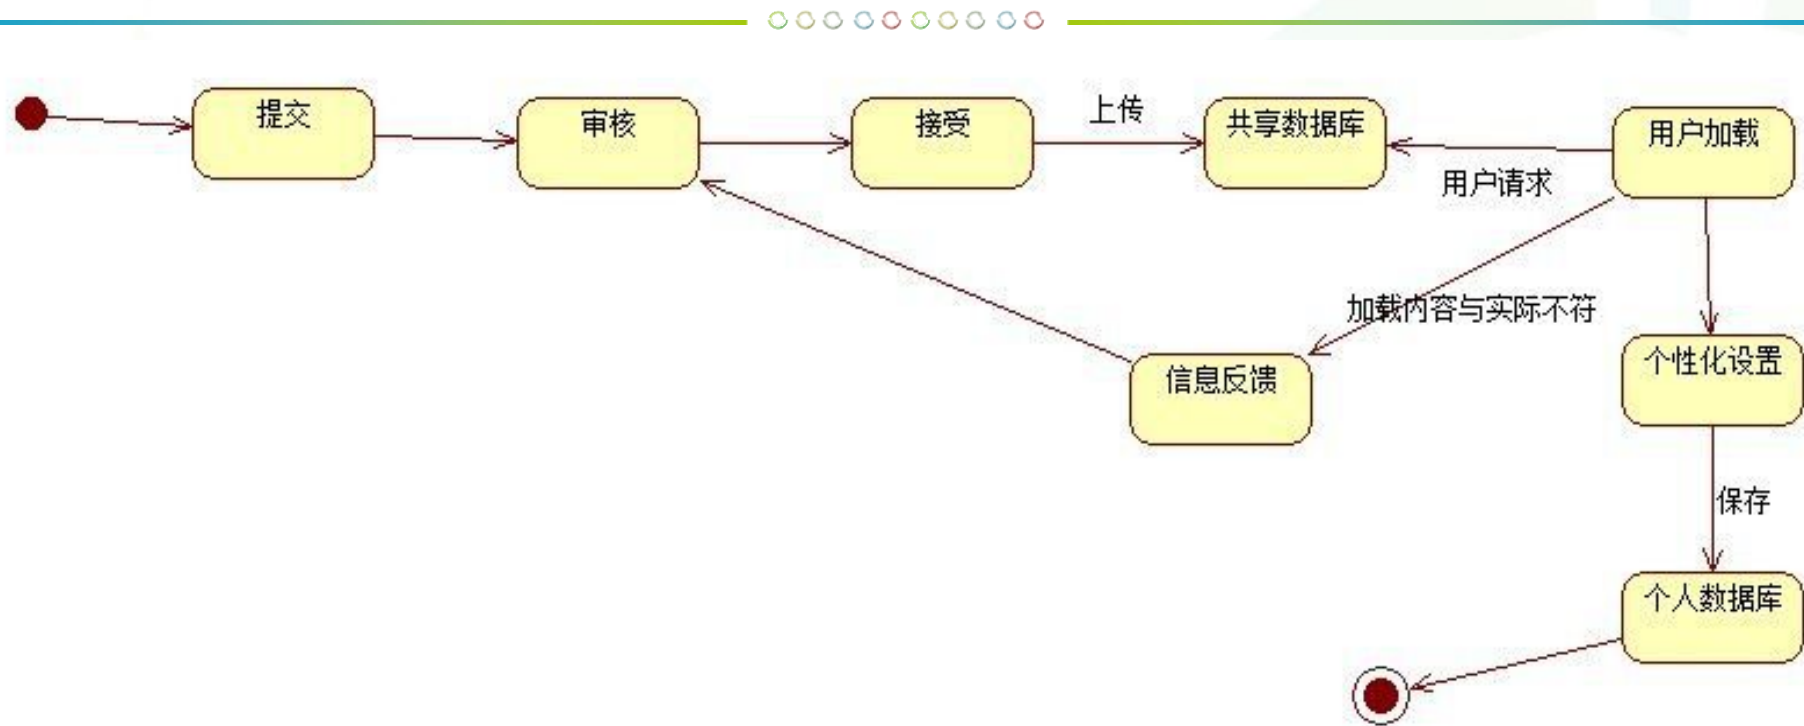 提交
审核
接受
上传
共享数据库
用户加载
用户请求
加载内容与实际不符
信息反馈
个性化设置
保存
个人数据库